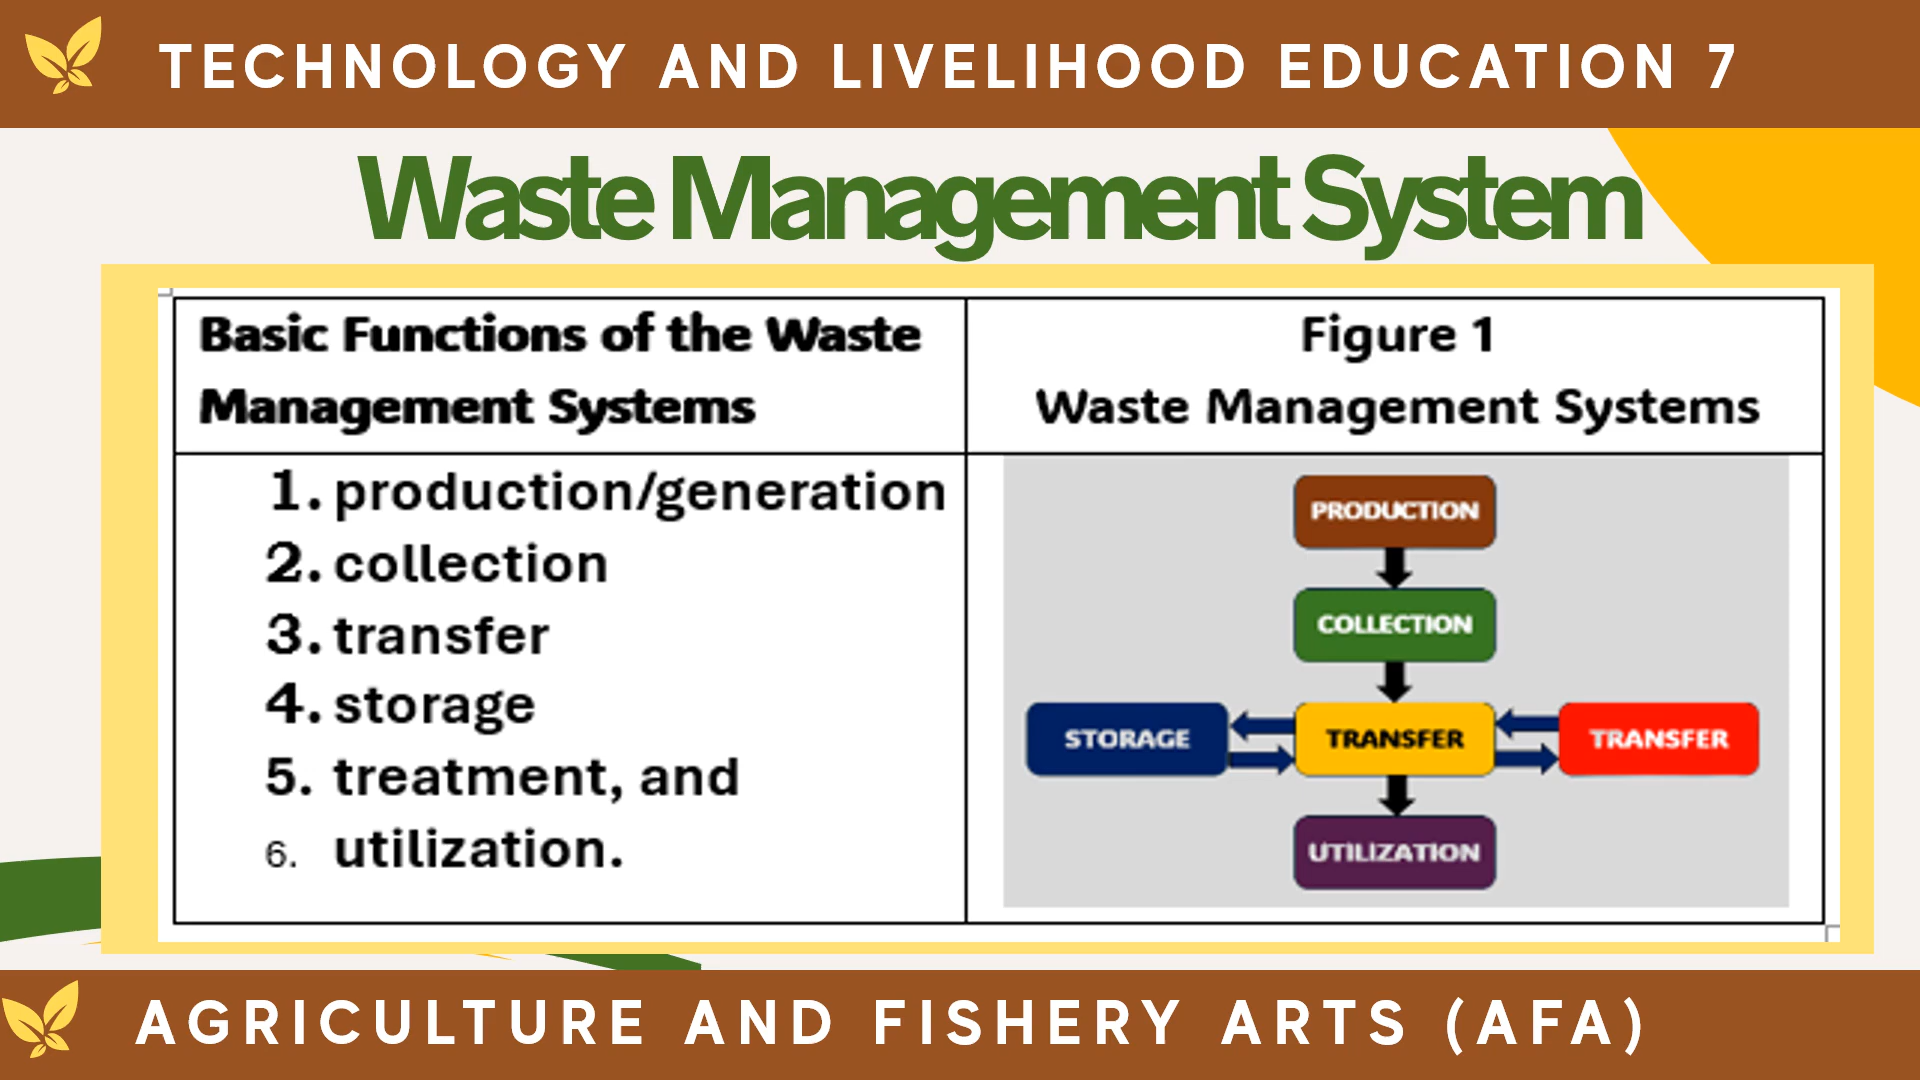 TECHNOLOGY AND LIVELIHOOD EDUCATION 7
Waste Management System
Basic Functions of the Waste
Management Systems
1. production/generation
2. collection
3. transfer
4. storage
5. treatment, and
6. utilization.
Figure 1
Waste Management Systems
PRODUCTION
COLLECTION
STORAGE TRANSFER TRANSFER
UTILIZATION
AGRICULTURE AND FISHERY ARTS (AFA)